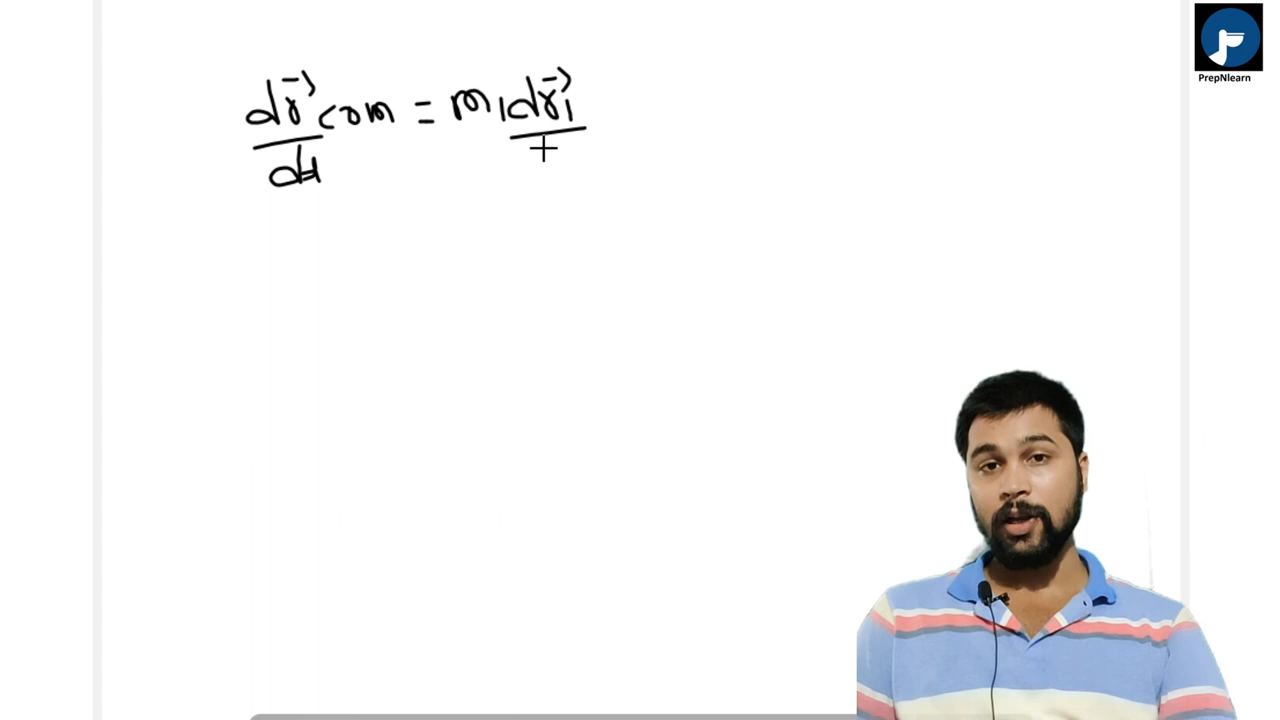 dr⃗com = m₁dr⃗₁
dt
PrepNlearn